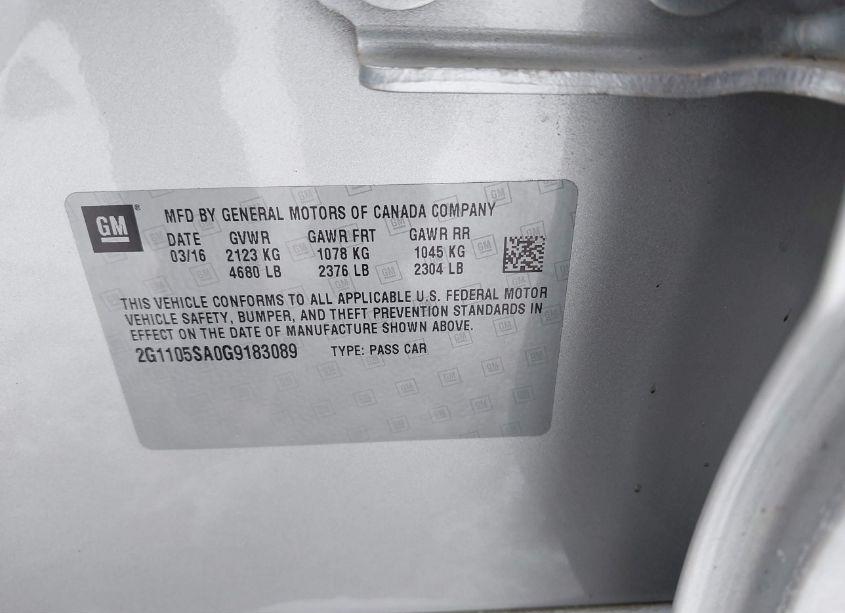 GM
MFD BY GENERAL MOTORS OF CANADA COMPANY
DATE GVWR GAWR FRT GAWR RR
03/16 2123 KG 1078 KG 1045 KG
4680 LB 2376 LB 2304 LB
THIS VEHICLE CONFORMS TO ALL APPLICABLE U.S. FEDERAL MOTOR
VEHICLE SAFETY, BUMPER, AND THEFT PREVENTION STANDARDS IN
EFFECT ON THE DATE OF MANUFACTURE SHOWN ABOVE.
2G1105SA0G9183089 TYPE: PASS CAR